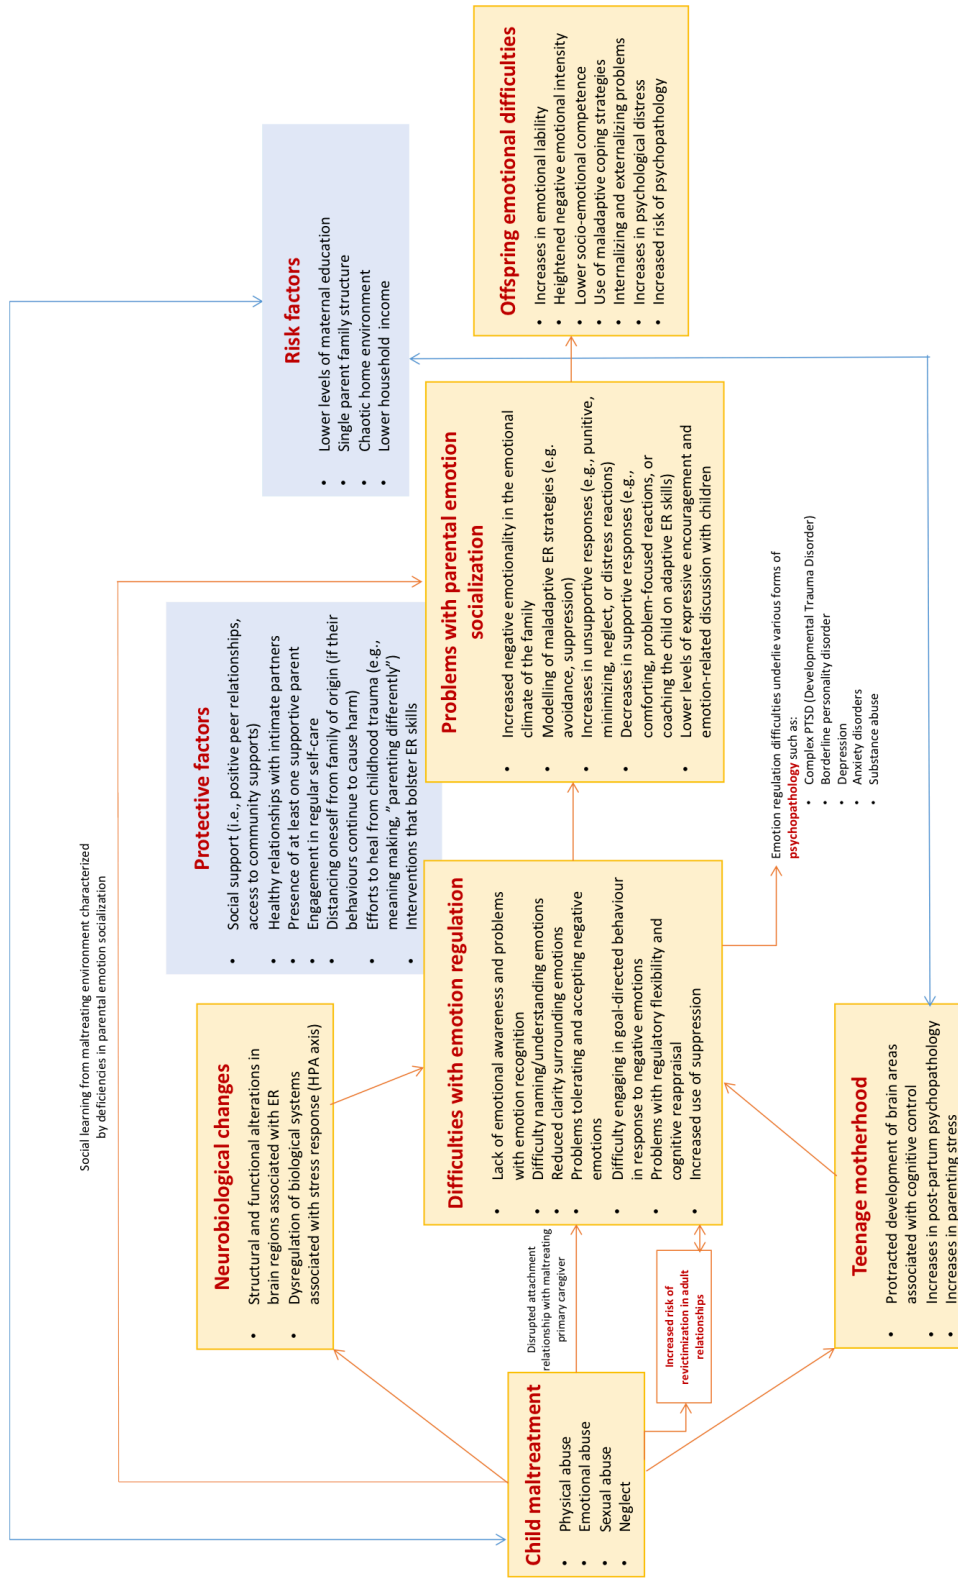 Social learning from maltreating environment characterized
by deficiencies in parental emotion socialization
Child maltreatment
• Physical abuse
• Emotional abuse
• Sexual abuse
• Neglect
Neurobiological changes
• Structural and functional alterations in
brain regions associated with ER
• Dysregulation of biological systems
associated with stress response (HPA axis)
Disrupted attachment
relationship with maltreating
primary caregiver
Increased risk of
revictimization in adult
relationships
Teenage motherhood
• Protracted development of brain areas
associated with cognitive control
• Increases in post-partum psychopathology
• Increases in parenting stress
Difficulties with emotion regulation
• Lack of emotional awareness and problems
with emotion recognition
• Difficulty naming/understanding emotions
• Reduced clarity surrounding emotions
• Problems tolerating and accepting negative
emotions
• Difficulty engaging in goal-directed behaviour
in response to negative emotions
• Problems with regulatory flexibility and
cognitive reappraisal
• Increased use of suppression
Protective factors
• Social support (i.e., positive peer relationships,
access to community supports)
• Healthy relationships with intimate partners
• Presence of at least one supportive parent
• Engagement in regular self-care
• Distancing oneself from family of origin (if their
behaviours continue to cause harm)
• Efforts to heal from childhood trauma (e.g.,
meaning making, "parenting differently")
• Interventions that bolster ER skills
Emotion regulation difficulties underlie various forms of
psychopathology such as:
• Complex PTSD (Developmental Trauma Disorder)
• Borderline personality disorder
• Depression
• Anxiety disorders
• Substance abuse
Problems with parental emotion
socialization
• Increased negative emotionality in the emotional
climate of the family
• Modelling of maladaptive ER strategies (e.g.
avoidance, suppression)
• Increases in unsupportive responses (e.g., punitive,
minimizing, neglect, or distress reactions)
• Decreases in supportive responses (e.g.,
comforting, problem-focused reactions, or
coaching the child on adaptive ER skills)
• Lower levels of expressive encouragement and
emotion-related discussion with children
Risk factors
• Lower levels of maternal education
• Single parent family structure
• Chaotic home environment
• Lower household income
Offspring emotional difficulties
• Increases in emotional lability
• Heightened negative emotional intensity
• Lower socio-emotional competence
• Use of maladaptive coping strategies
• Internalizing and externalizing problems
• Increases in psychological distress
• Increased risk of psychopathology